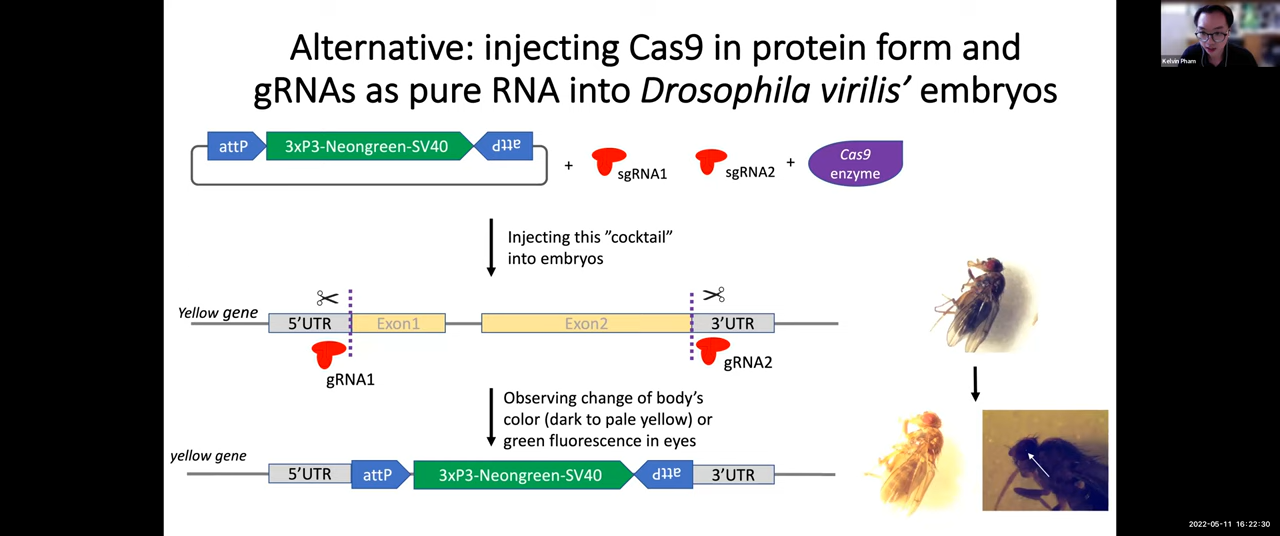 Alternative: injecting Cas9 in protein form and
gRNAs as pure RNA into Drosophila virilis’ embryos
Kelvin Pham
attP
3xP3-Neongreen-SV40
attP
+
sgRNA1
sgRNA2
+
Cas9
enzyme
Injecting this ”cocktail”
into embryos
Yellow gene
5’UTR
Exon1
Exon2
3’UTR
gRNA1
gRNA2
Observing change of body’s
color (dark to pale yellow) or
green fluorescence in eyes
yellow gene
5’UTR
attP
3xP3-Neongreen-SV40
attP
3’UTR
2022-05-11 16:22:30